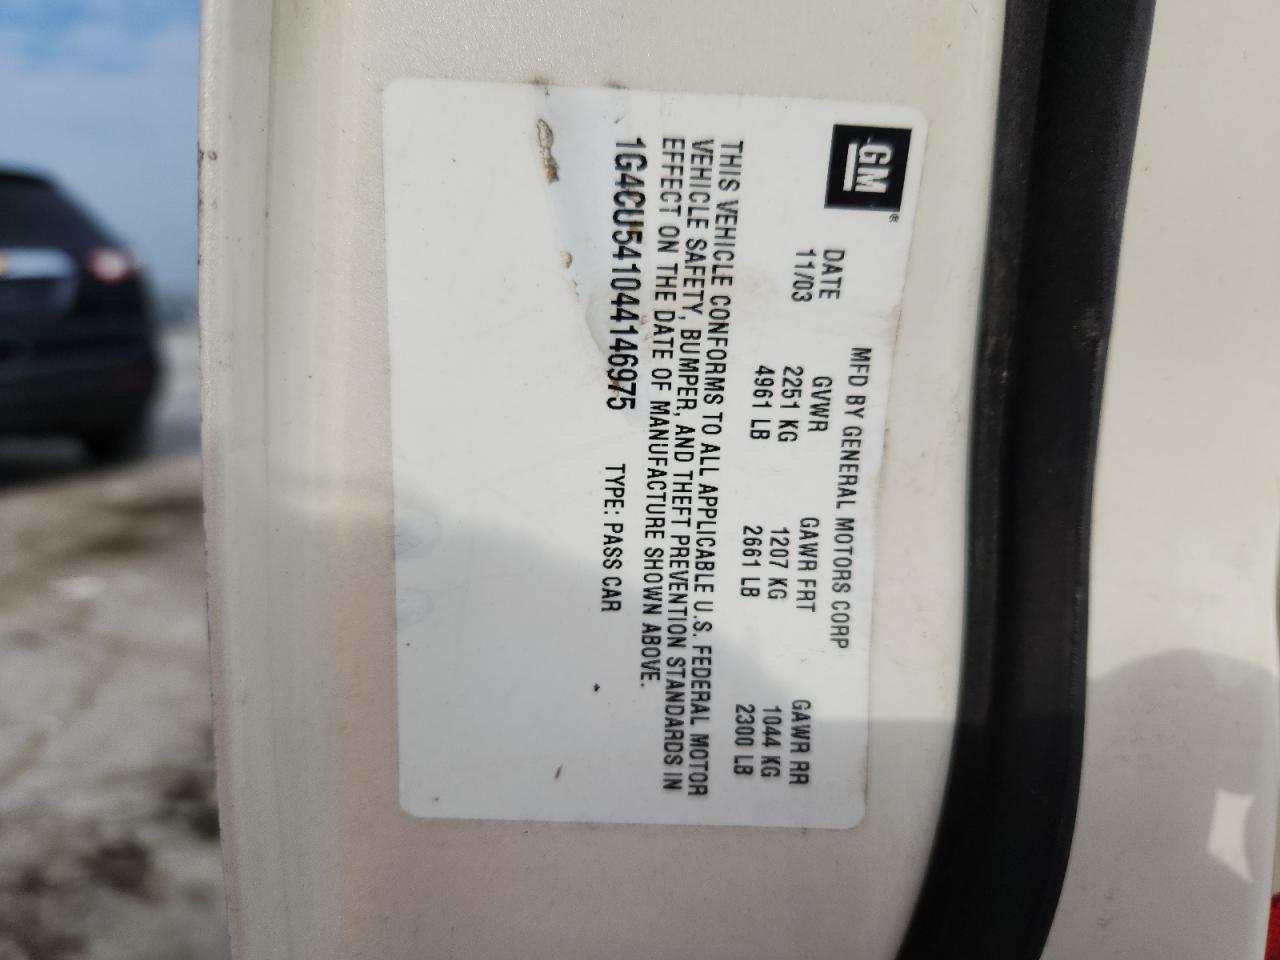 GM®
MFD BY GENERAL MOTORS CORP
DATE GVWR GAWR FRT GAWR RR
11/03 2251 KG 1207 KG 1044 KG
4961 LB 2661 LB 2300 LB
THIS VEHICLE CONFORMS TO ALL APPLICABLE U.S. FEDERAL MOTOR
VEHICLE SAFETY, BUMPER, AND THEFT PREVENTION STANDARDS IN
EFFECT ON THE DATE OF MANUFACTURE SHOWN ABOVE.
1G4CU541044146975 TYPE: PASS CAR